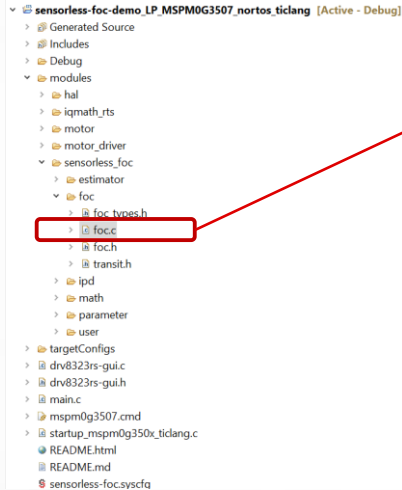 sensorless-foc-demo_LP_MSPM0G3507_nortos_ticlang [Active - Debug]
Generated Source
Includes
Debug
modules
hal
iqmath_rts
motor
motor_driver
sensorless_foc
estimator
foc
foc_types.h
foc.c
foc.h
transit.h
ipd
math
parameter
user
targetConfigs
drv8323rs-gui.c
drv8323rs-gui.h
main.c
mspm0g3507.cmd
startup_mspm0g350x_ticlang.c
README.html
README.md
sensorless-foc.syscfg